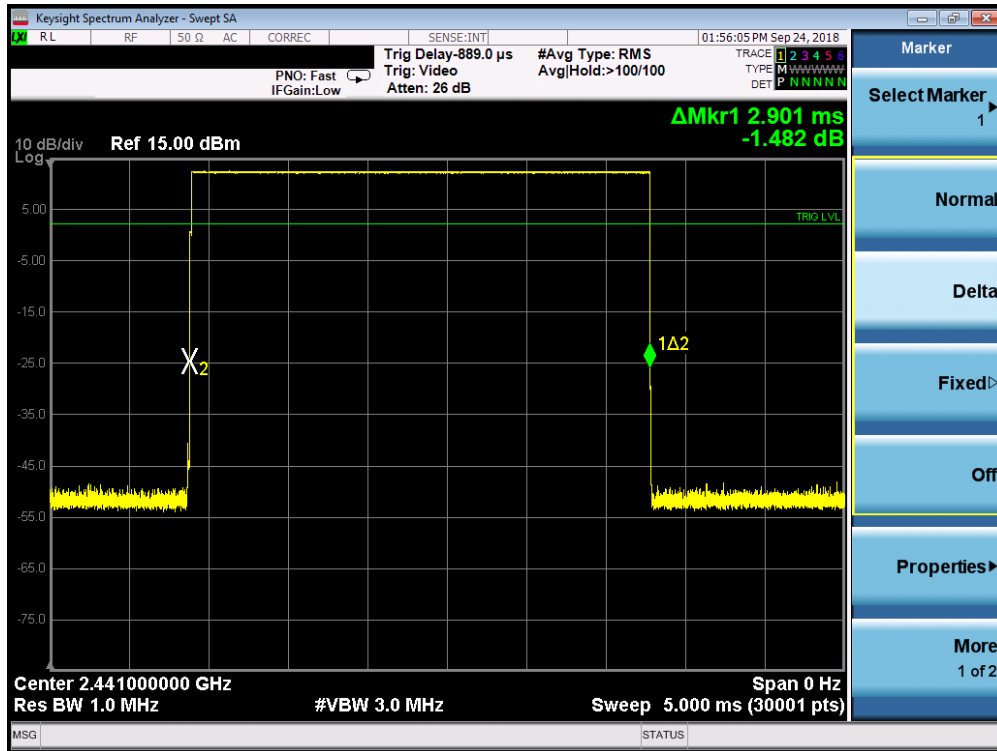 Keysight Spectrum Analyzer - Swept SA
LXI RL RF 50 Ω AC CORREC SENSE:INT 01:56:05 PM Sep 24, 2018
Trig Delay-889.0 µs #Avg Type: RMS TRACE 1 2 3 4 5 6
PNO: Fast Trig: Video Avg|Hold:>100/100 TYPE M WWWWW
IFGain:Low Atten: 26 dB DET P N N N N N
ΔMkr1 2.901 ms
-1.482 dB
10 dB/div Ref 15.00 dBm
Log
5.00
TRIG LVL
-5.00
-15.0
1Δ2
-25.0
2
-35.0
-45.0
-55.0
-65.0
-75.0
Center 2.441000000 GHz Span 0 Hz
Res BW 1.0 MHz #VBW 3.0 MHz Sweep 5.000 ms (30001 pts)
MSG STATUS
Marker
Select Marker
1
Normal
Delta
Fixed
Off
Properties
More
1 of 2